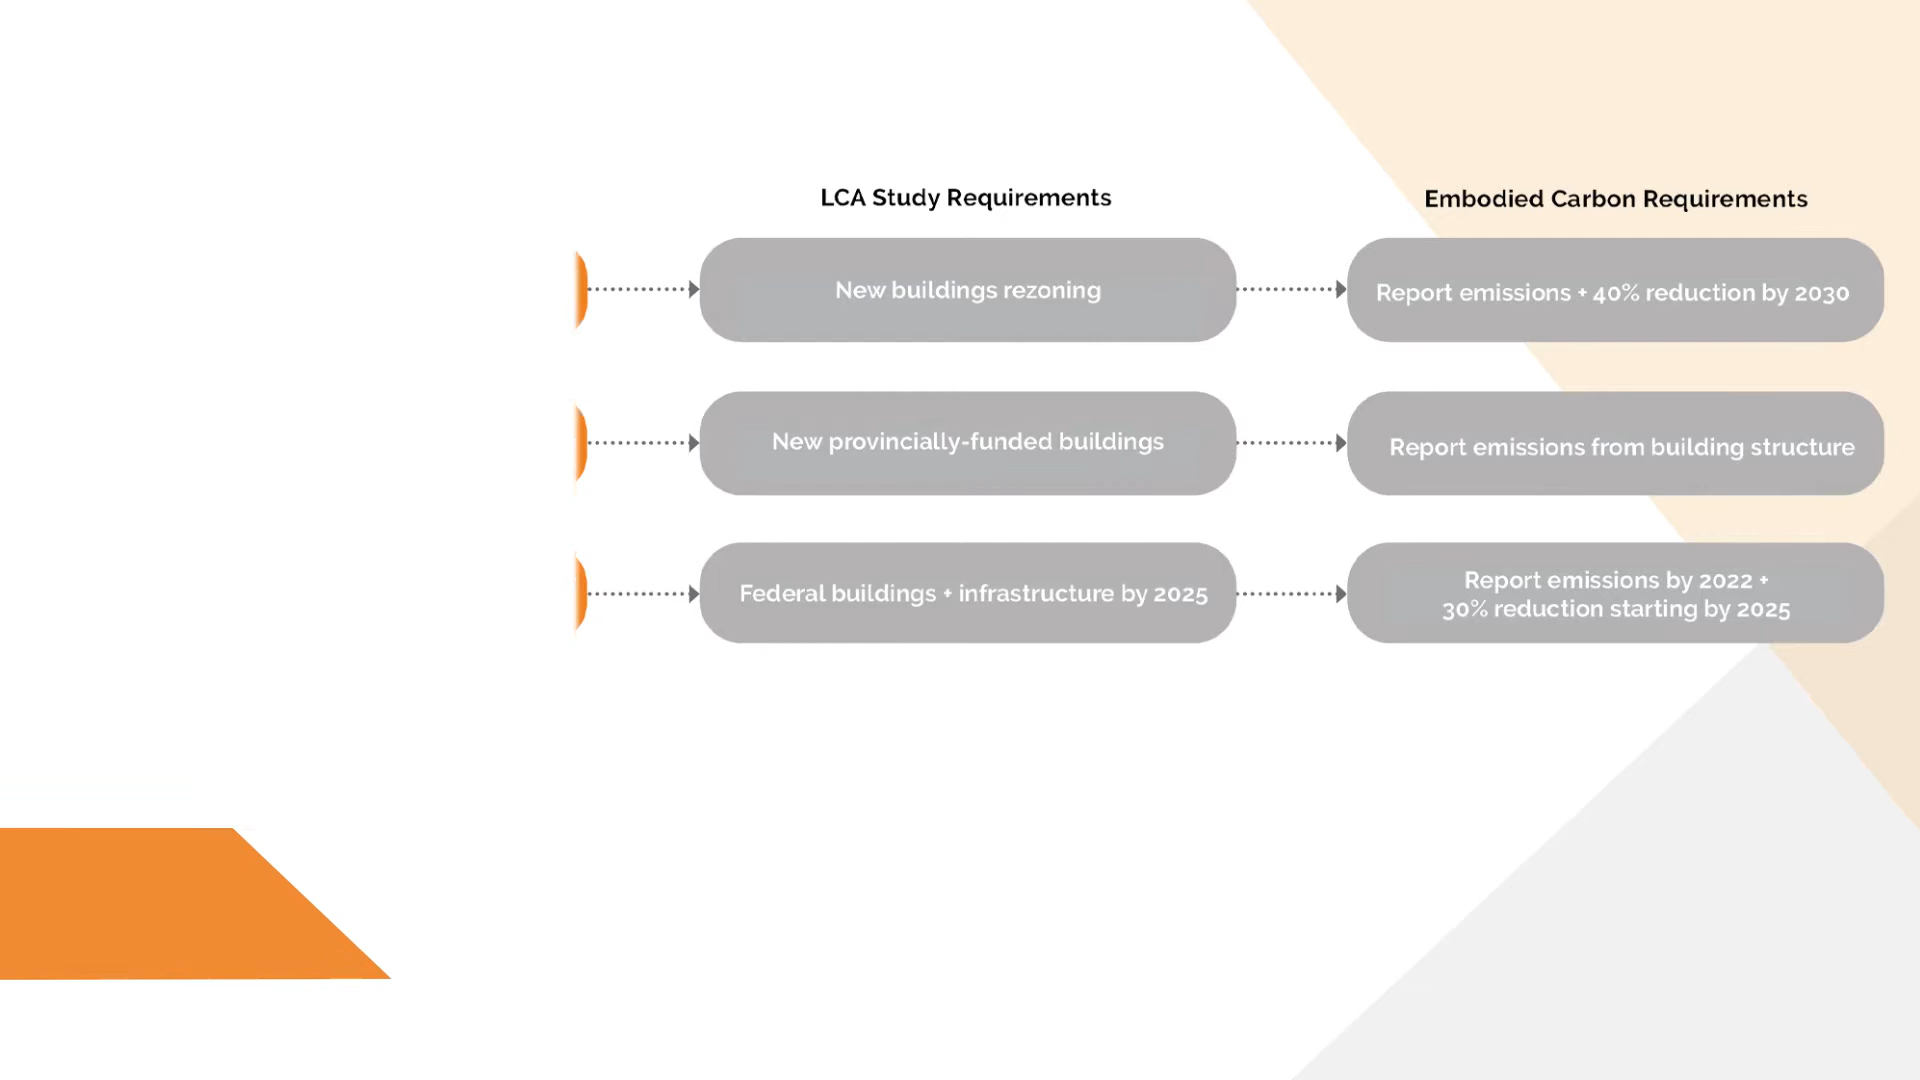 LCA Study Requirements
Embodied Carbon Requirements
New buildings rezoning
Report emissions + 40% reduction by 2030
New provincially-funded buildings
Report emissions from building structure
Federal buildings + infrastructure by 2025
Report emissions by 2022 +
30% reduction starting by 2025